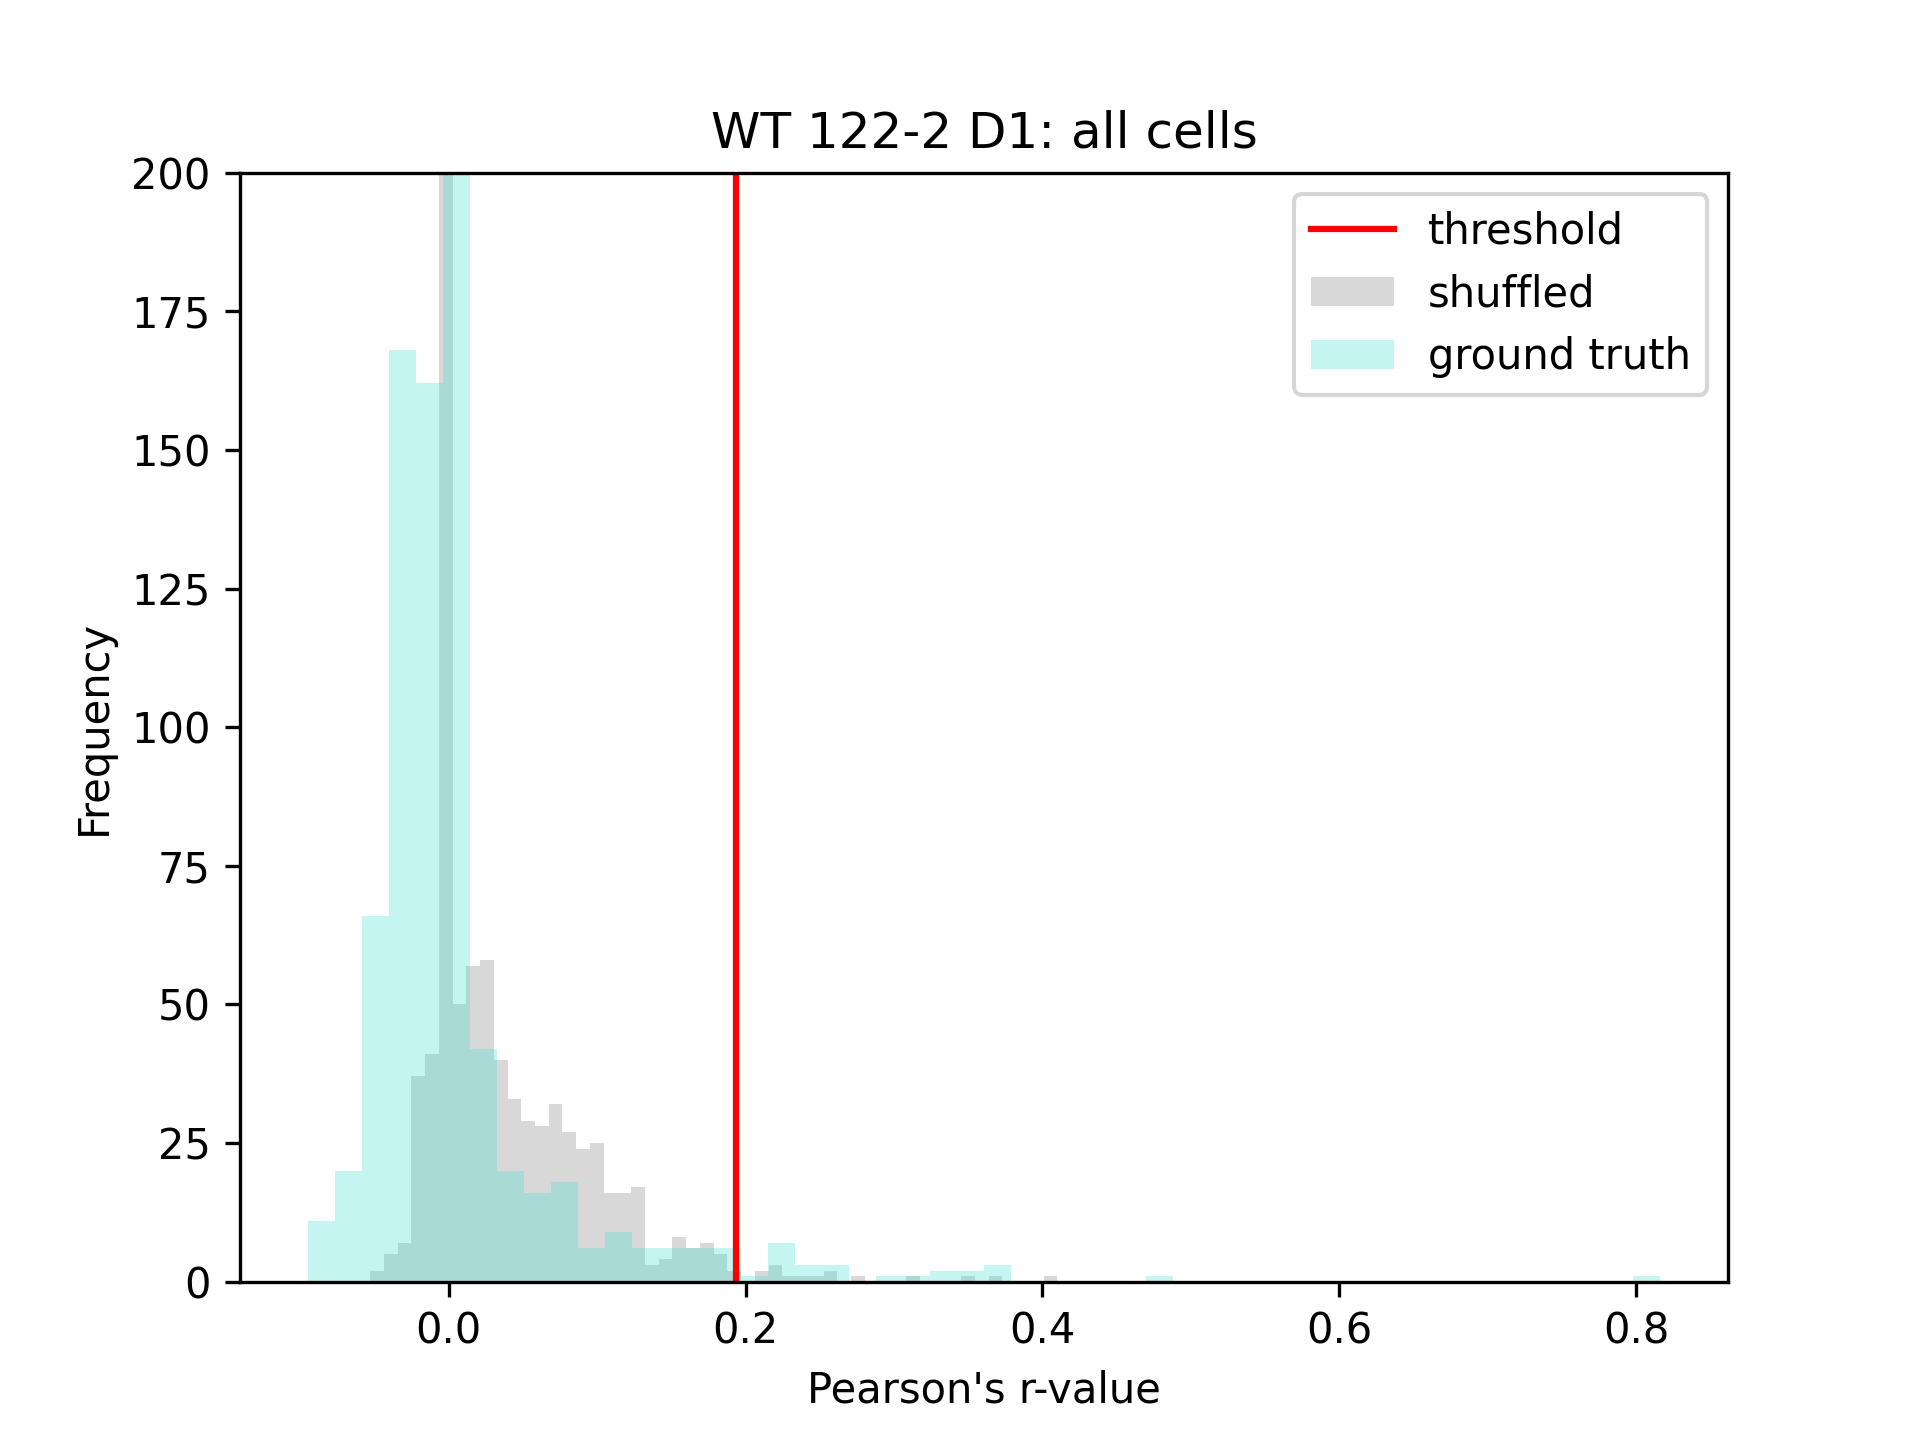 WT 122-2 D1: all cells
200
175
150
125
100
75
50
25
0
Frequency
threshold
shuffled
ground truth
0.0 0.2 0.4 0.6 0.8
Pearson's r-value